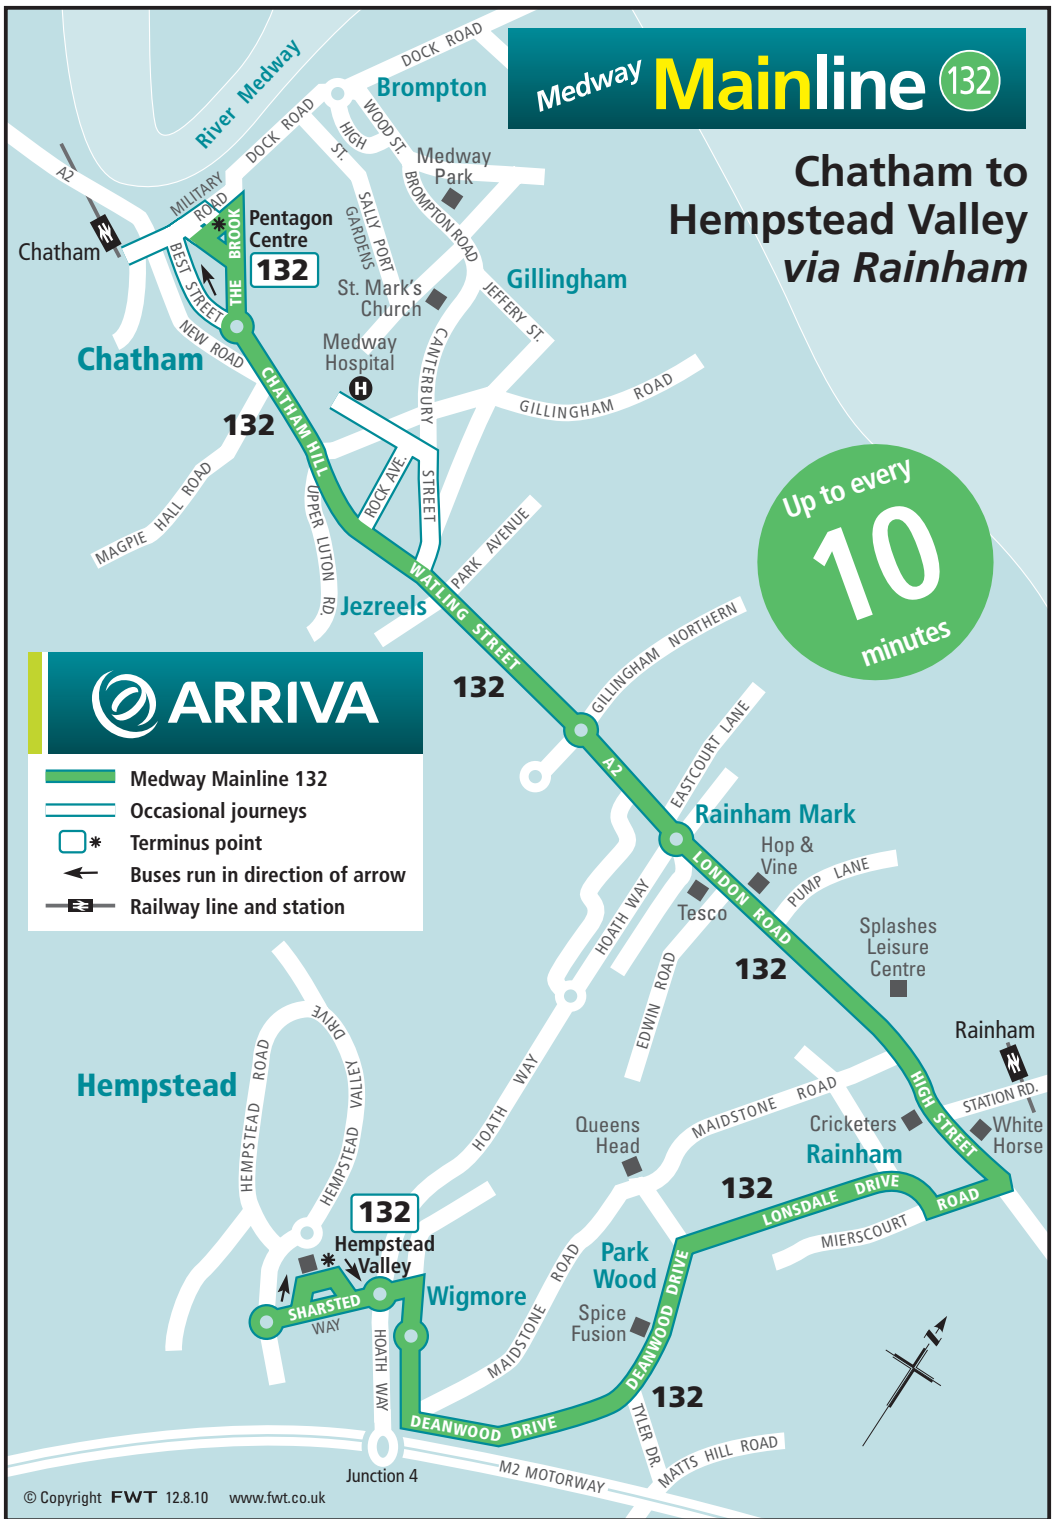 Medway Mainline 132
Chatham to
Hempstead Valley
via Rainham
DOCK ROAD
Brompton
River Medway
DOCK ROAD
WOOD ST.
HIGH
ST.
Medway
Park
A2
MILITARY
ROAD
BROMPTON ROAD
SALLY PORT
GARDENS
Pentagon
Centre
132
THE BROOK
Chatham
BEST STREET
Gillingham
St. Mark's
Church
JEFFERY ST.
NEW ROAD
Medway
Hospital
H
Chatham
CANTERBURY
STREET
CHATHAM HILL
132
GILLINGHAM ROAD
Up to every
10
minutes
MAGPIE HALL ROAD
UPPER LUTON RD.
ROCK AVE.
PARK AVENUE
Jezreels
WATLING STREET
132
GILLINGHAM NORTHERN
ARRIVA
Medway Mainline 132
Occasional journeys
Terminus point
Buses run in direction of arrow
Railway line and station
A2
EASTCOURT LANE
Rainham Mark
Hop &
Vine
LONDON ROAD
PUMP LANE
Tesco
HOATH WAY
132
Splashes
Leisure
Centre
EDWIN ROAD
Rainham
HEMPSTEAD ROAD
HEMPSTEAD VALLEY
DRIVE
Hempstead
HOATH WAY
HIGH STREET
STATION RD.
MAIDSTONE ROAD
Queens
Head
Cricketers
White
Horse
Rainham
132
LONSDALE DRIVE
ROAD
MIERSCOURT
132
Hempstead
Valley
SHARSTED
WAY
Wigmore
Park
Wood
MAIDSTONE ROAD
Spice
Fusion
DEANWOOD DRIVE
HOATH WAY
132
DEANWOOD DRIVE
TYLER DR.
MATTS HILL ROAD
N
Junction 4
M2 MOTORWAY
© Copyright FWT 12.8.10 www.fwt.co.uk